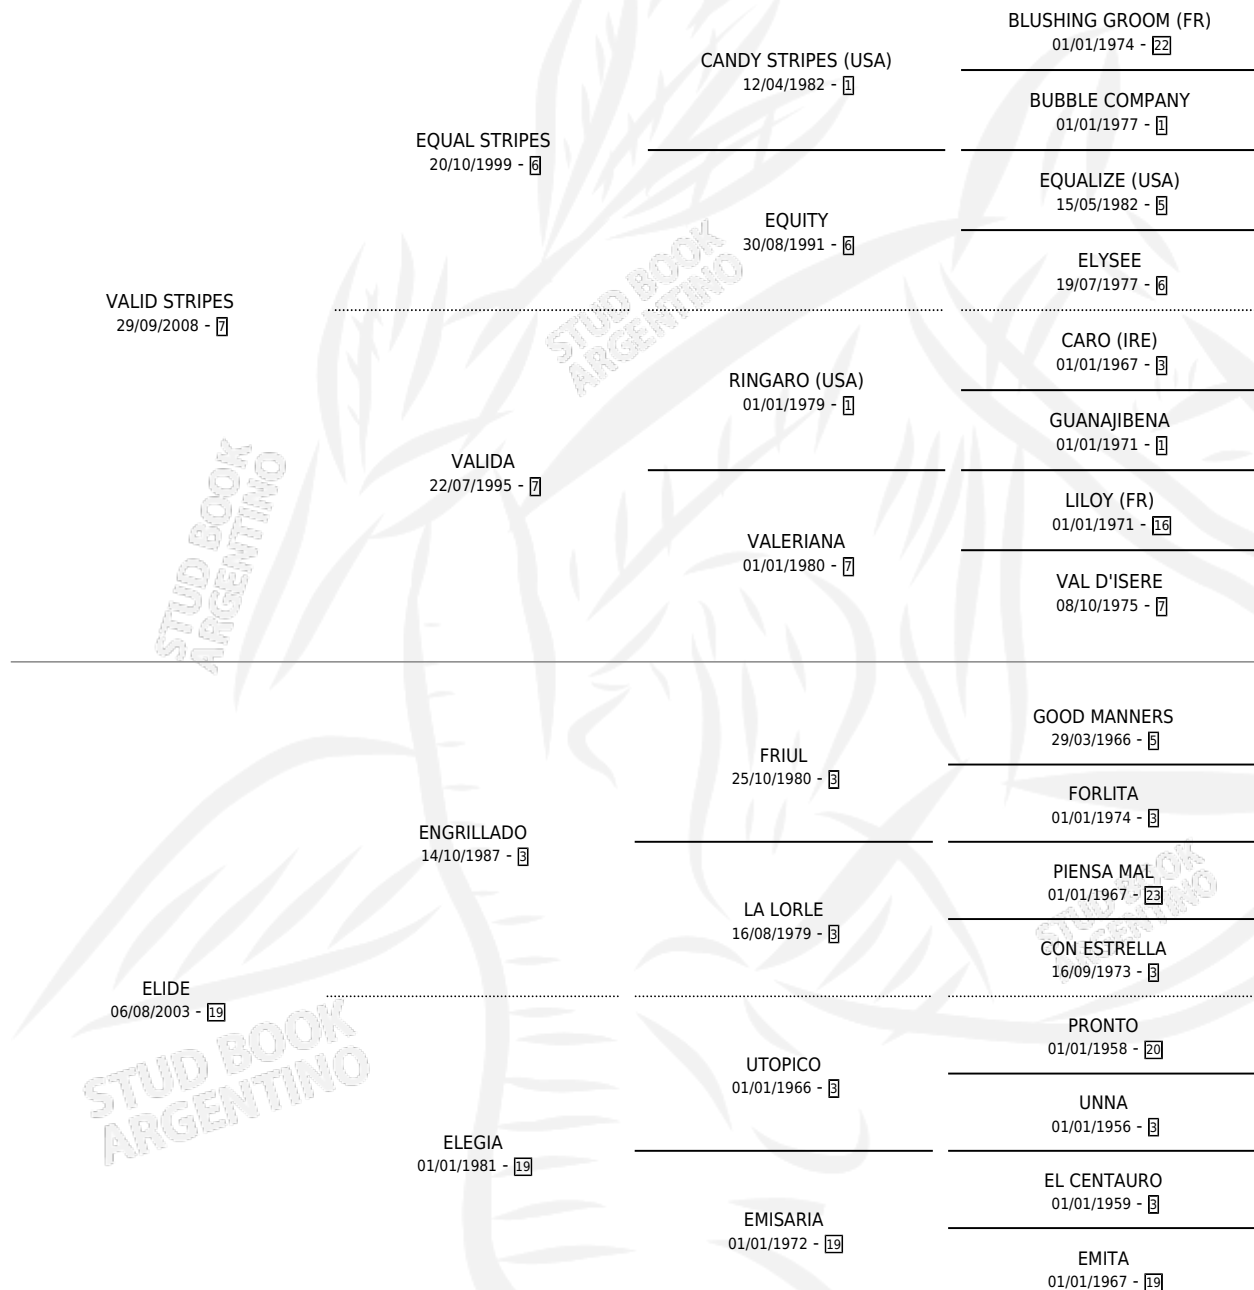 BLUSHING GROOM (FR)
01/01/1974 - 22
CANDY STRIPES (USA)
12/04/1982 - 1
BUBBLE COMPANY
01/01/1977 - 1
EQUAL STRIPES
20/10/1999 - 6
EQUALIZE (USA)
15/05/1982 - 5
EQUITY
30/08/1991 - 6
ELYSEE
19/07/1977 - 6
VALID STRIPES
29/09/2008 - 7
CARO (IRE)
01/01/1967 - 3
RINGARO (USA)
01/01/1979 - 1
GUANAJIBENA
01/01/1971 - 1
VALIDA
22/07/1995 - 7
LILOY (FR)
01/01/1971 - 16
VALERIANA
01/01/1980 - 7
VAL D'ISERE
08/10/1975 - 7
GOOD MANNERS
29/03/1966 - 5
FRIUL
25/10/1980 - 3
FORLITA
01/01/1974 - 3
ENGRILLADO
14/10/1987 - 3
PIENSA MAL
01/01/1967 - 23
LA LORLE
16/08/1979 - 3
CON ESTRELLA
16/09/1973 - 3
ELIDE
06/08/2003 - 19
PRONTO
01/01/1958 - 20
UTOPICO
01/01/1966 - 3
UNNA
01/01/1956 - 3
ELEGIA
01/01/1981 - 19
EL CENTAURO
01/01/1959 - 3
EMISARIA
01/01/1972 - 19
EMITA
01/01/1967 - 19
STUD BOOK
ARGENTINO
STUD BOOK
ARGENTINO
STUD BOOK
ARGENTINO
STUD BOOK
ARGENTINO